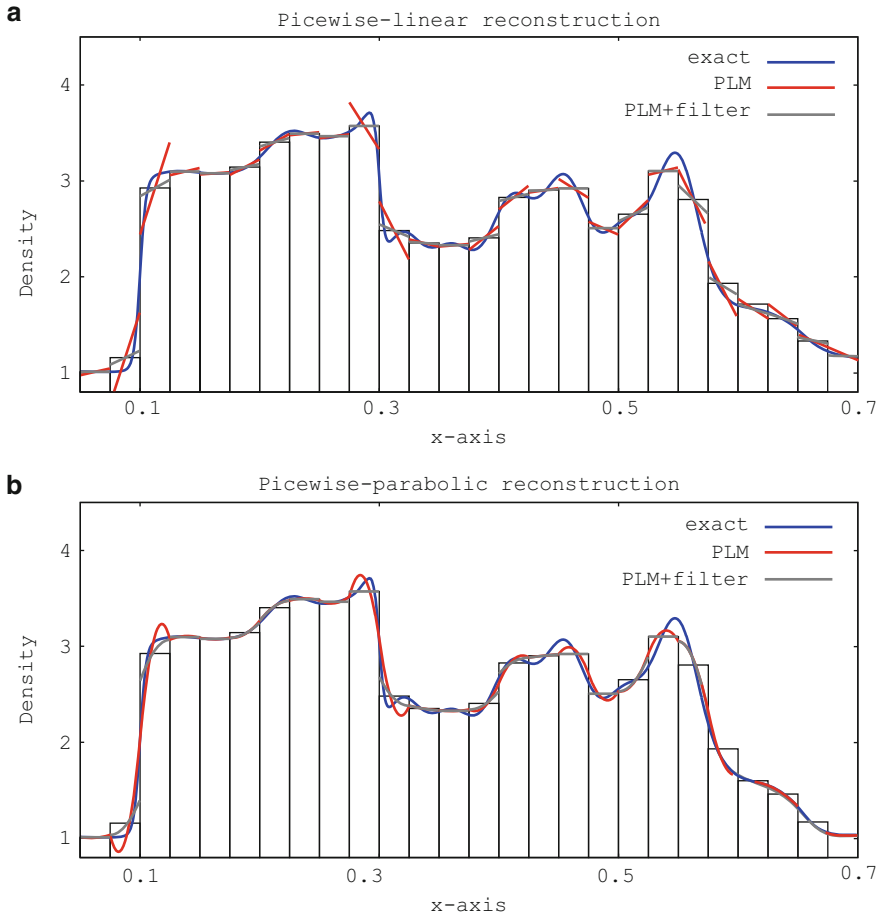 a
Picewise-linear reconstruction
exact
PLM
PLM+filter
4
3
2
1
Density
0.1
0.3
0.5
0.7
x-axis
b
Picewise-parabolic reconstruction
exact
PLM
PLM+filter
4
3
2
1
Density
0.1
0.3
0.5
0.7
x-axis